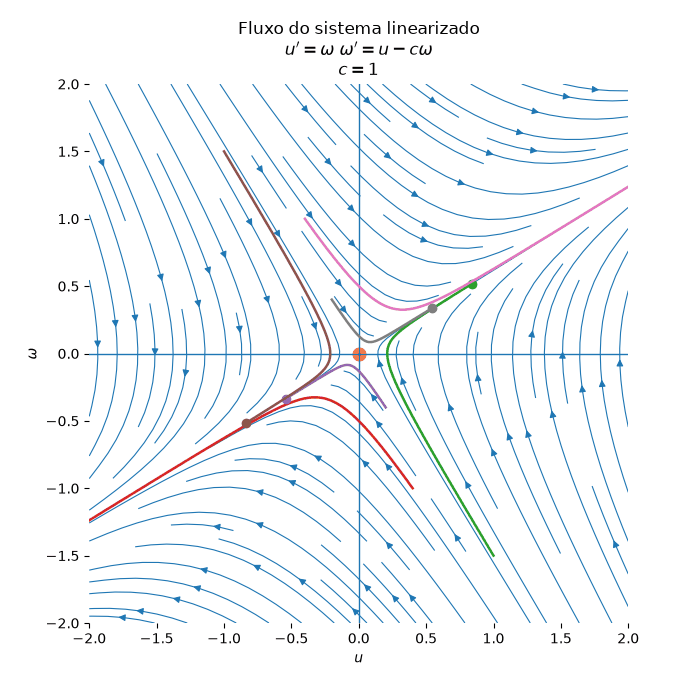 Fluxo do sistema linearizado
u′ = ω ω′ = u − cω
c = 1
2.0
1.5
1.0
0.5
0.0
−0.5
−1.0
−1.5
−2.0
ω
−2.0 −1.5 −1.0 −0.5 0.0 0.5 1.0 1.5 2.0
u